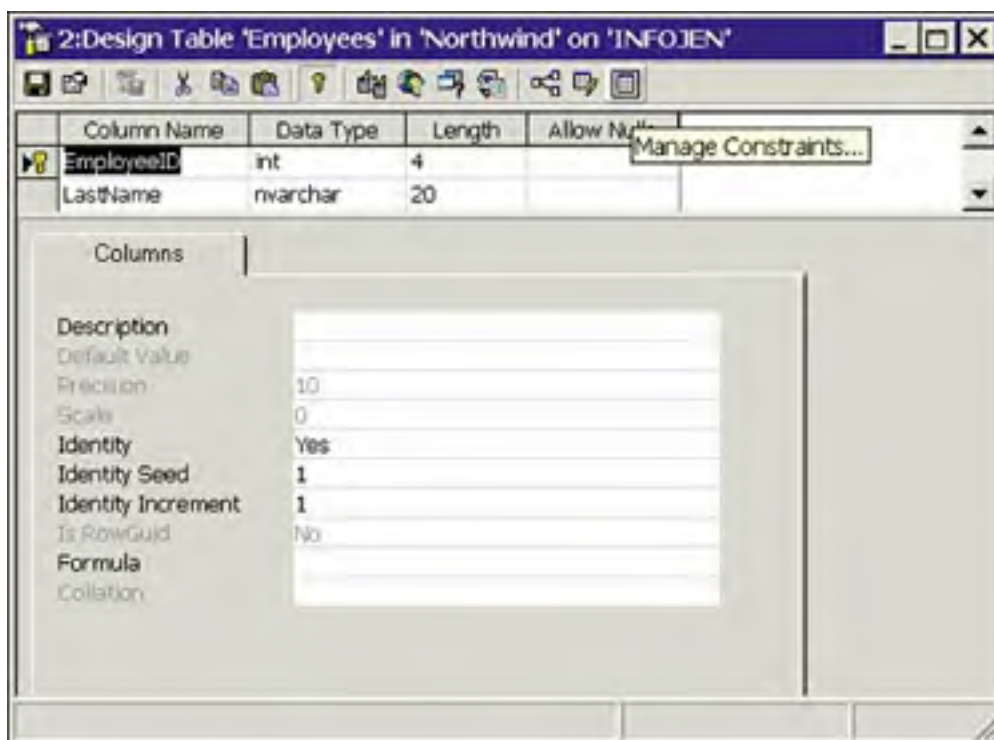 2:Design Table 'Employees' in 'Northwind' on 'INFOJEN'
Column Name Data Type Length Allow Nulls
Manage Constraints...
EmployeeID int 4
LastName nvarchar 20
Columns
Description
Default Value
Precision 10
Scale 0
Identity Yes
Identity Seed 1
Identity Increment 1
Is RowGuid No
Formula
Collation